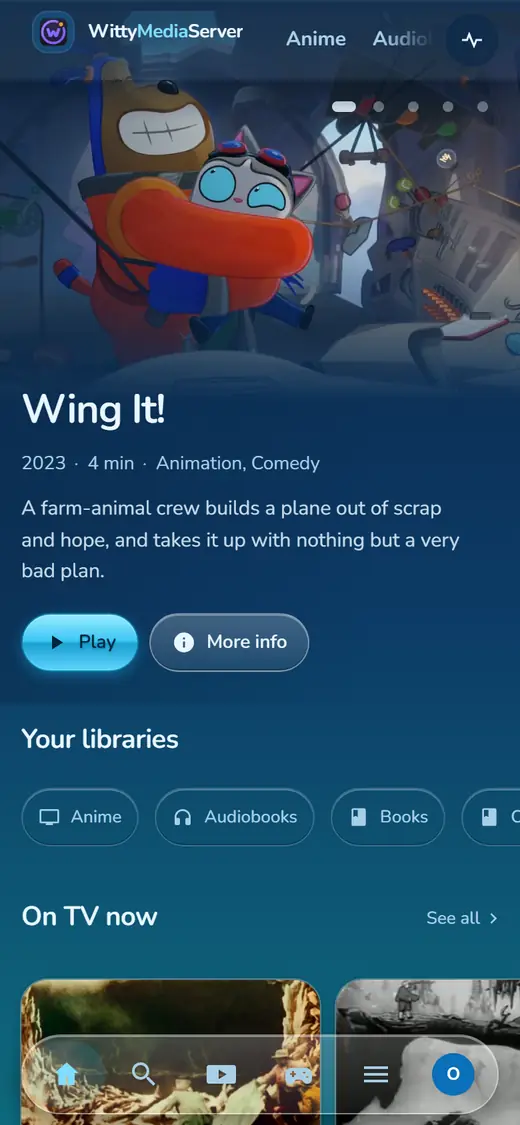 WittyMediaServer
Anime
Your libraries
Anime
Audiobooks
Books
On TV now
See all
Wing It!
2023 · 4 min · Animation, Comedy
A farm-animal crew builds a plane out of scrap
and hope, and takes it up with nothing but a very
bad plan.
Play
More info
O